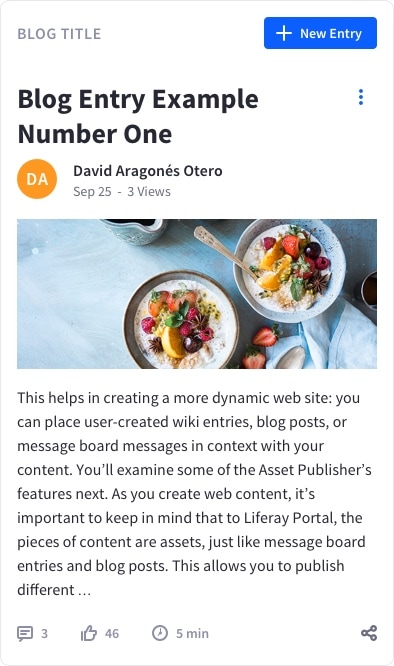 BLOG TITLE
New Entry
Blog Entry Example
Number One
DA
David Aragonés Otero
Sep 25 - 3 Views
This helps in creating a more dynamic web site: you
can place user-created wiki entries, blog posts, or
message board messages in context with your
content. You’ll examine some of the Asset Publisher’s
features next. As you create web content, it’s
important to keep in mind that to Liferay Portal, the
pieces of content are assets, just like message board
entries and blog posts. This allows you to publish
different …
3 46 5 min